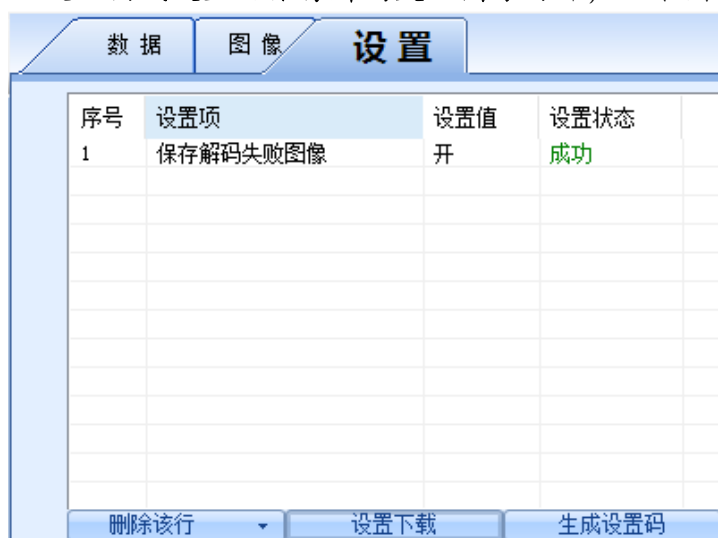 数 据 图 像 设 置
序号 设置项 设置值 设置状态
1 保存解码失败图像 开 成功
删除该行 设置下载 生成设置码